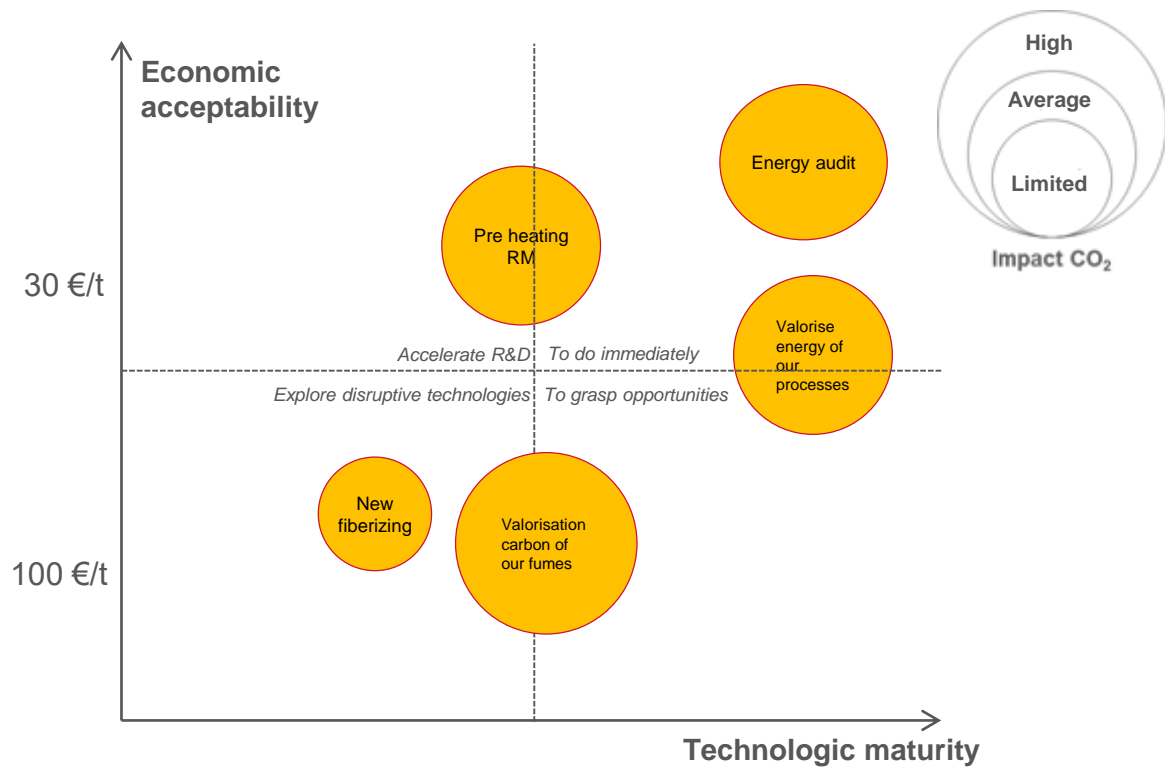 Economic
acceptability
High
Average
Limited
Impact CO₂
Energy audit
Pre heating
RM
30 €/t
Valorise
energy of
our
processes
Accelerate R&D
To do immediately
Explore disruptive technologies
To grasp opportunities
New
fiberizing
Valorisation
carbon of
our fumes
100 €/t
Technologic maturity